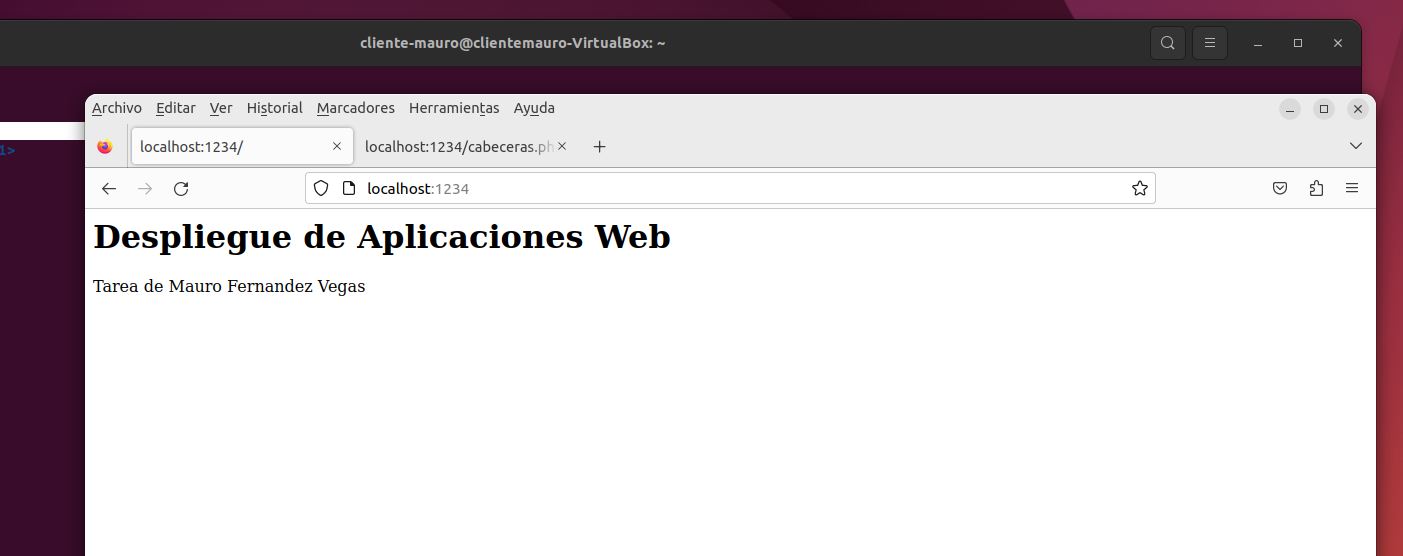 cliente-mauro@clientemauro-VirtualBox: ~
Archivo Editar Ver Historial Marcadores Herramientas Ayuda
localhost:1234/ localhost:1234/cabeceras.ph
localhost:1234
1>
Despliegue de Aplicaciones Web
Tarea de Mauro Fernandez Vegas